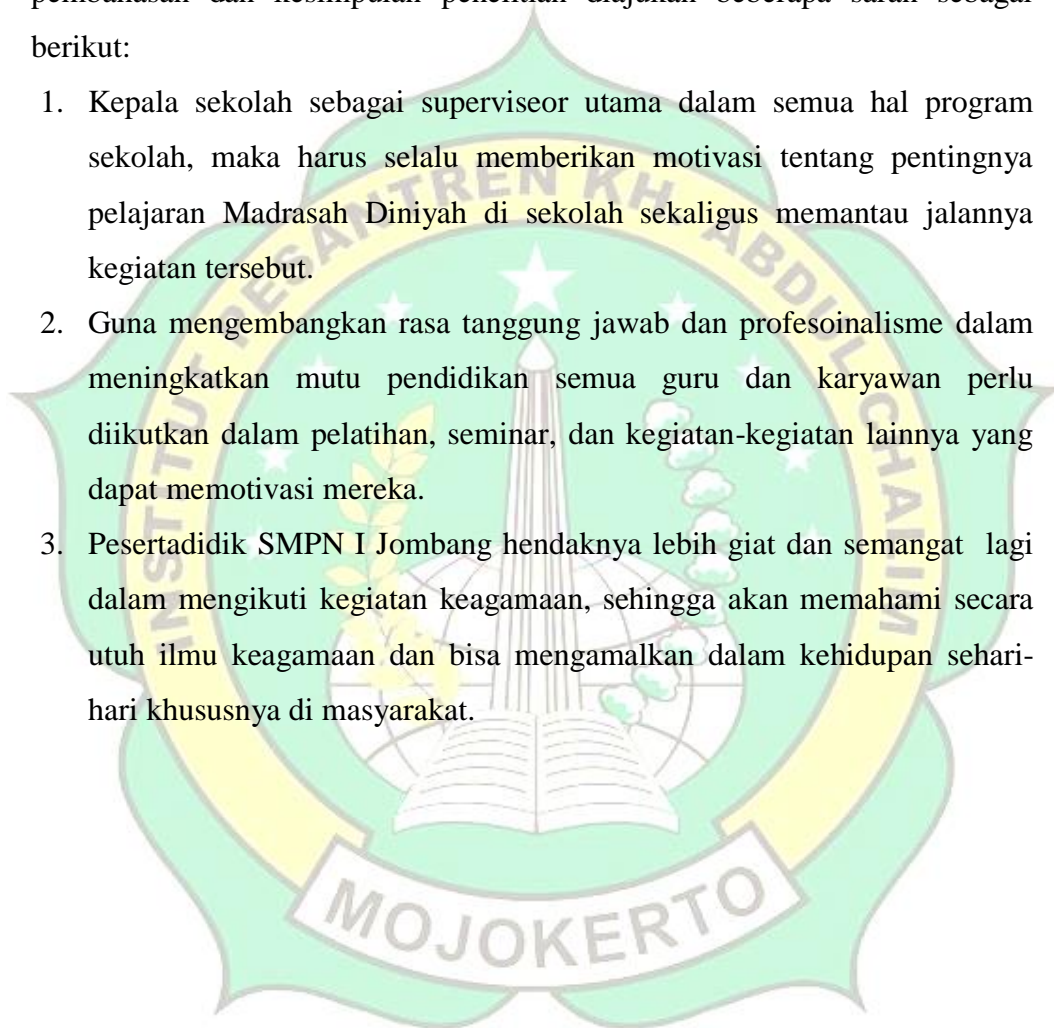 pembahasan dan kesimpulan penelitian diajukan beberapa saran sebagai
berikut:
1. Kepala sekolah sebagai superviseor utama dalam semua hal program
sekolah, maka harus selalu memberikan motivasi tentang pentingnya
pelajaran Madrasah Diniyah di sekolah sekaligus memantau jalannya
kegiatan tersebut.
2. Guna mengembangkan rasa tanggung jawab dan profesoinalisme dalam
meningkatkan mutu pendidikan semua guru dan karyawan perlu
diikutkan dalam pelatihan, seminar, dan kegiatan-kegiatan lainnya yang
dapat memotivasi mereka.
3. Pesertadidik SMPN I Jombang hendaknya lebih giat dan semangat lagi
dalam mengikuti kegiatan keagamaan, sehingga akan memahami secara
utuh ilmu keagamaan dan bisa mengamalkan dalam kehidupan sehari-
hari khususnya di masyarakat.
INSTITUT PESANTREN KH. ABDUL CHALIM
MOJOKERTO